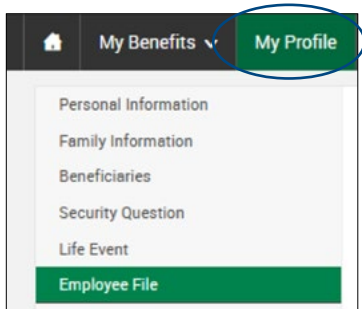 My Benefits My Profile
Personal Information
Family Information
Beneficiaries
Security Question
Life Event
Employee File